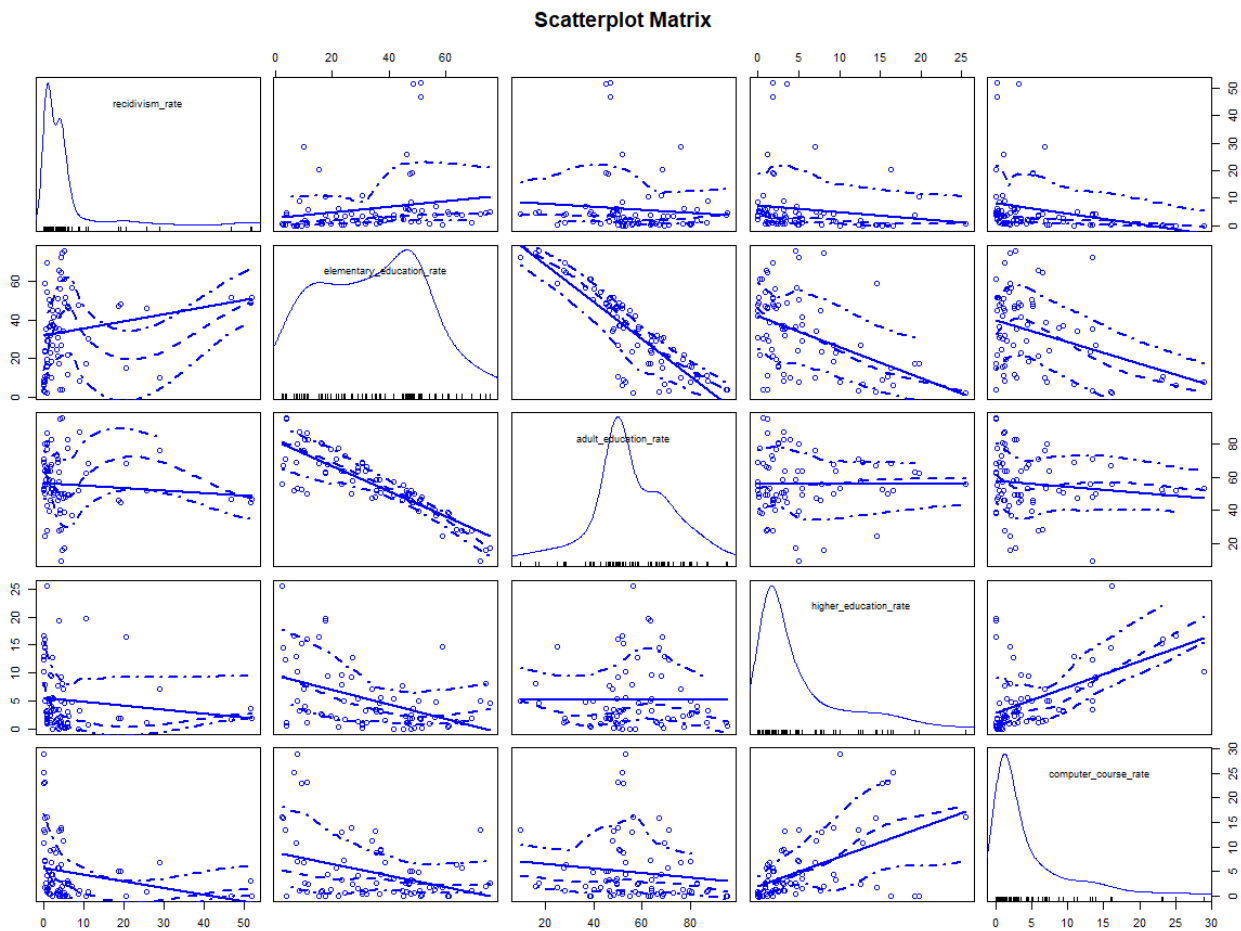 Scatterplot Matrix
0 20 40 60
0 5 10 15 20 25
recidivism_rate
0 10 20 30 40 50
elementary_education_rate
0 20 40 60
adult_education_rate
20 40 60 80
higher_education_rate
0 5 10 15 20 25
computer_course_rate
0 5 10 15 20 25 30
0 10 20 30 40 50
20 40 60 80
0 5 10 15 20 25 30